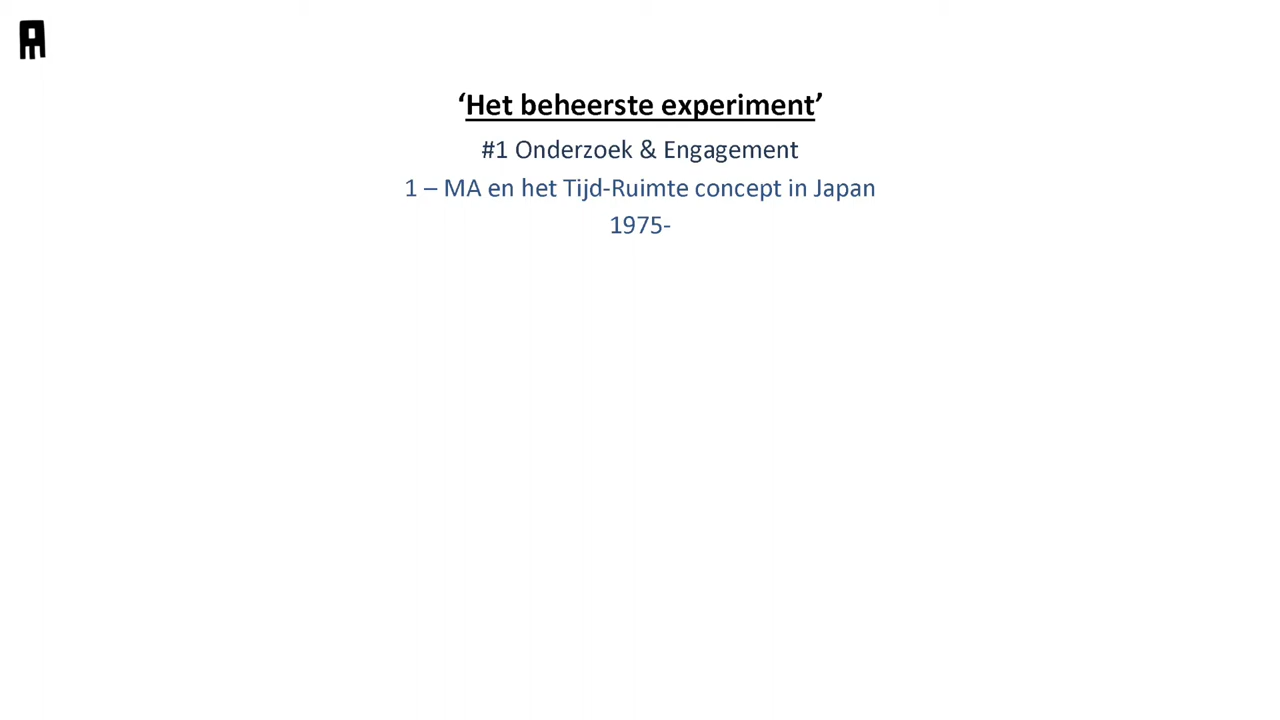 ‘Het beheerste experiment’
#1 Onderzoek & Engagement
1 – MA en het Tijd-Ruimte concept in Japan
1975-